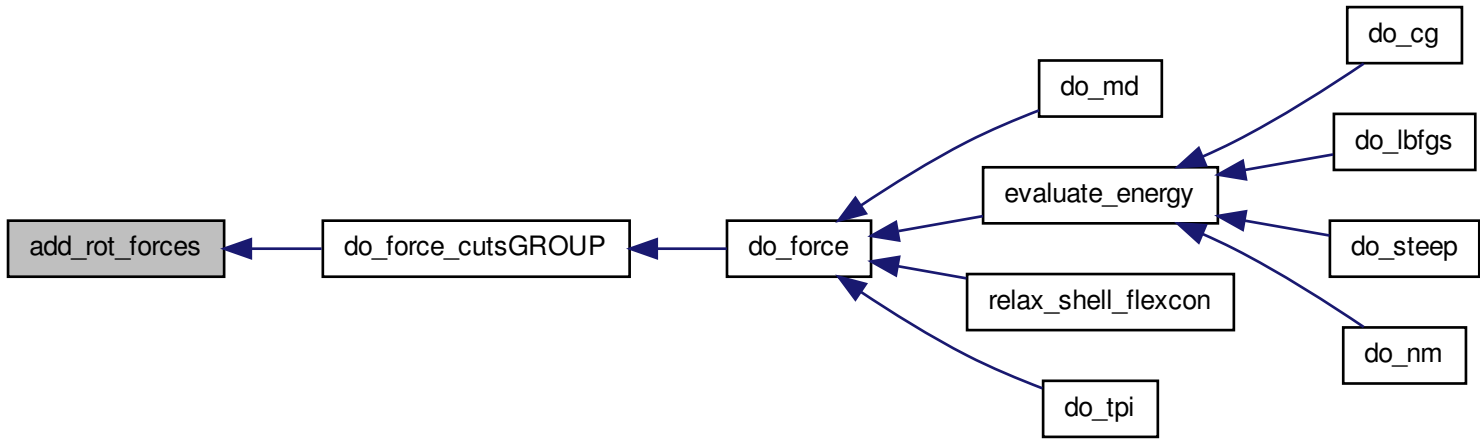 add_rot_forces
do_force_cutsGROUP
do_force
do_md
evaluate_energy
relax_shell_flexcon
do_tpi
do_cg
do_lbfgs
do_steep
do_nm